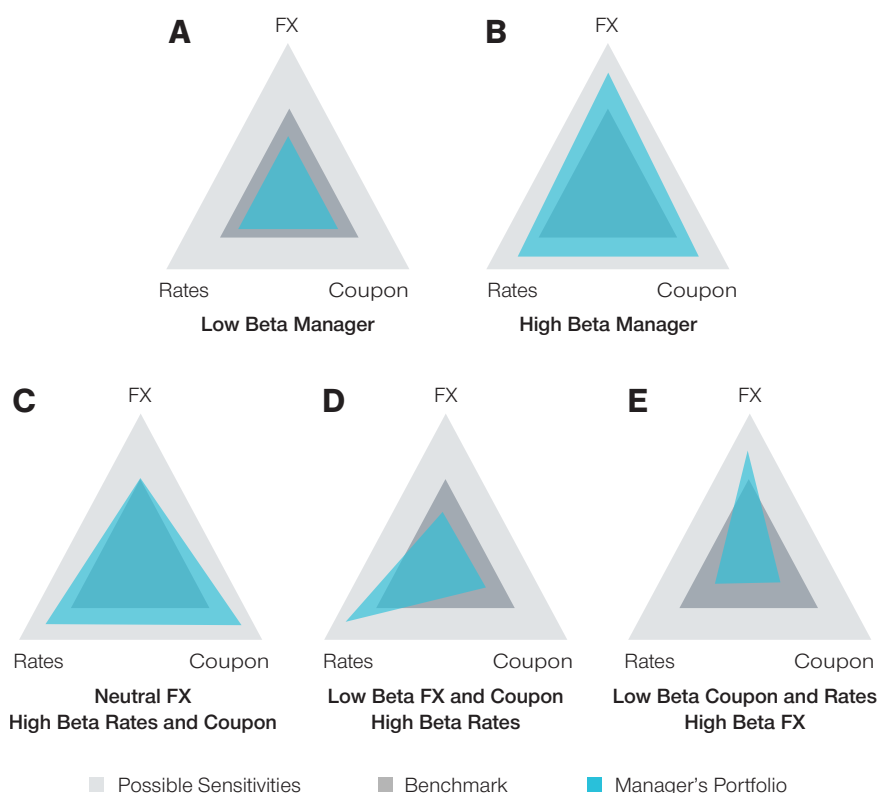 A
FX
Rates
Coupon
Low Beta Manager
B
FX
Rates
Coupon
High Beta Manager
C
FX
Rates
Coupon
Neutral FX
High Beta Rates and Coupon
D
FX
Rates
Coupon
Low Beta FX and Coupon
High Beta Rates
E
FX
Rates
Coupon
Low Beta Coupon and Rates
High Beta FX
Possible Sensitivities
Benchmark
Manager's Portfolio